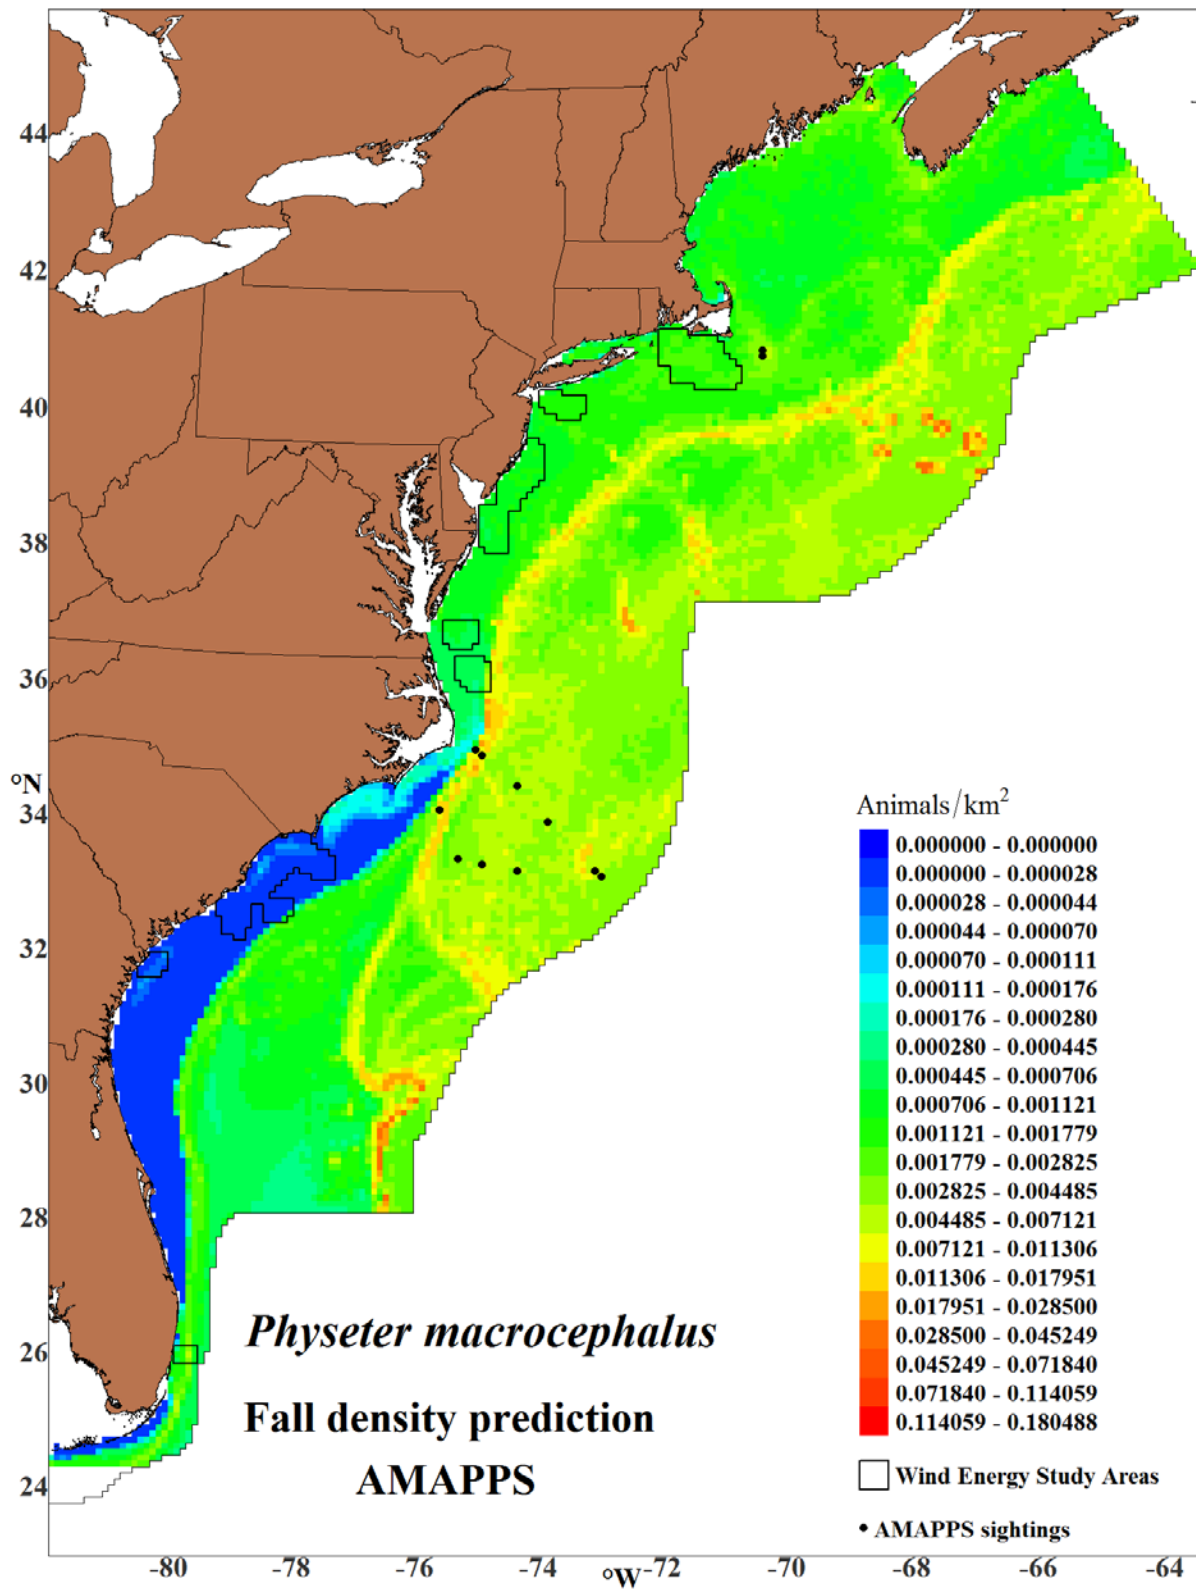 44
42
40
38
36
°N
34
32
30
28
26
24
Animals/km²
0.000000 - 0.000000
0.000000 - 0.000028
0.000028 - 0.000044
0.000044 - 0.000070
0.000070 - 0.000111
0.000111 - 0.000176
0.000176 - 0.000280
0.000280 - 0.000445
0.000445 - 0.000706
0.000706 - 0.001121
0.001121 - 0.001779
0.001779 - 0.002825
0.002825 - 0.004485
0.004485 - 0.007121
0.007121 - 0.011306
0.011306 - 0.017951
0.017951 - 0.028500
0.028500 - 0.045249
0.045249 - 0.071840
0.071840 - 0.114059
0.114059 - 0.180488
Wind Energy Study Areas
AMAPPS sightings
Physeter macrocephalus
Fall density prediction
AMAPPS
-80 -78 -76 -74 -72 -70 -68 -66 -64
°W